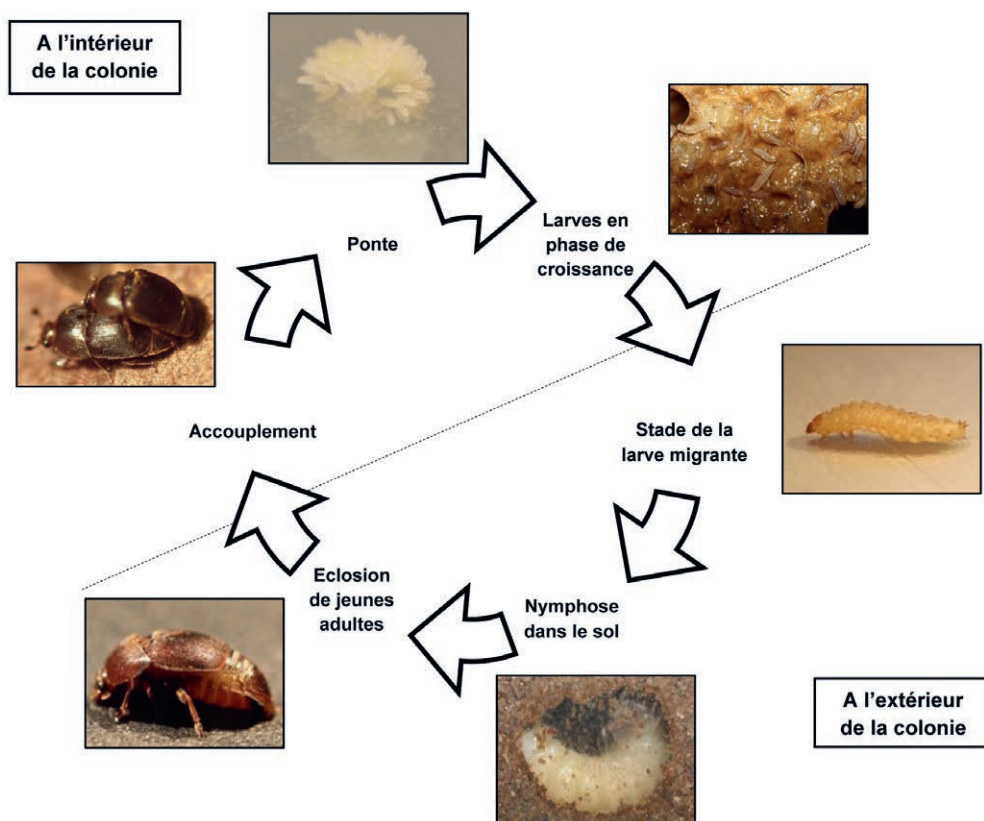 A l'intérieur
de la colonie
Ponte
Larves en
phase de
croissance
Accouplement
Stade de la
larve migrante
Eclosion
de jeunes
adultes
Nymphose
dans le sol
A l'extérieur
de la colonie